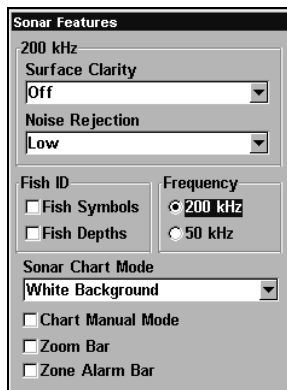 Sonar Features
200 kHz
Surface Clarity
Off
Noise Rejection
Low
Fish ID
Fish Symbols
Fish Depths
Frequency
200 kHz
50 kHz
Sonar Chart Mode
White Background
Chart Manual Mode
Zoom Bar
Zone Alarm Bar